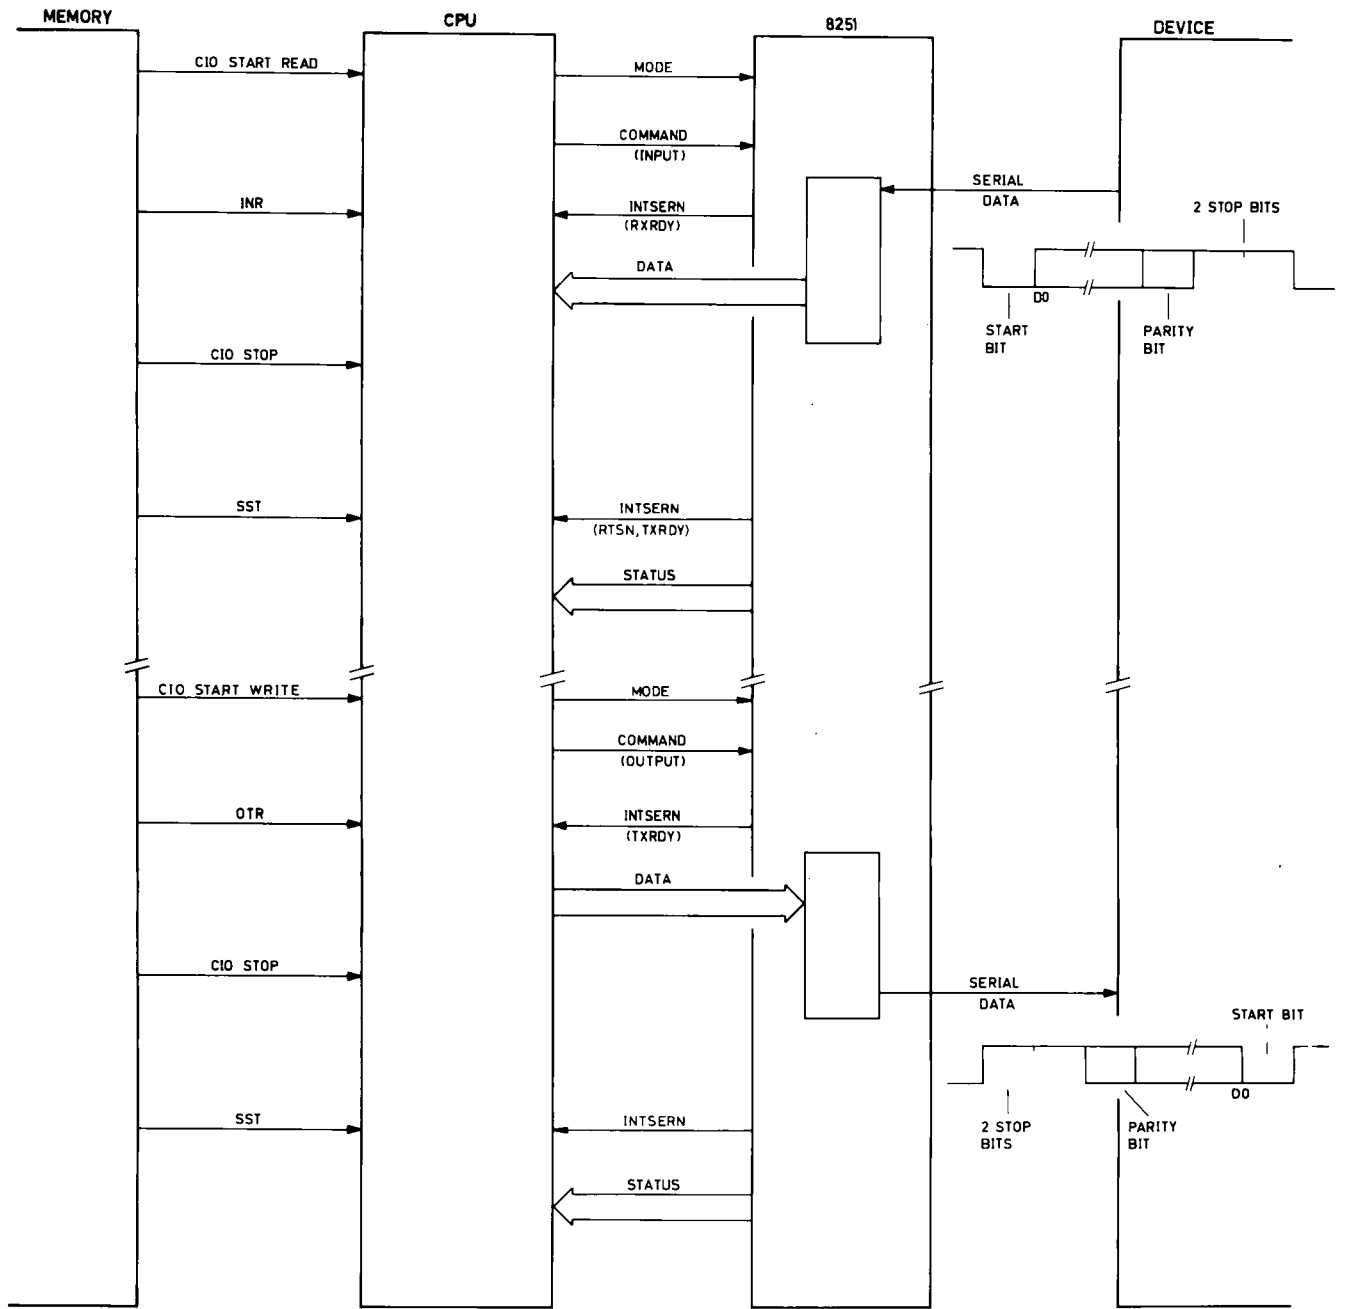 MEMORY
CPU
8251
DEVICE
CIO START READ
MODE
COMMAND
(INPUT)
SERIAL
DATA
INR
INTSERN
(RXRDY)
2 STOP BITS
DATA
D0
START
BIT
PARITY
BIT
CIO STOP
SST
INTSERN
(RTSN,TXRDY)
STATUS
CIO START WRITE
MODE
COMMAND
(OUTPUT)
OTR
INTSERN
(TXRDY)
DATA
CIO STOP
SERIAL
DATA
START BIT
D0
2 STOP
BITS
PARITY
BIT
SST
INTSERN
STATUS